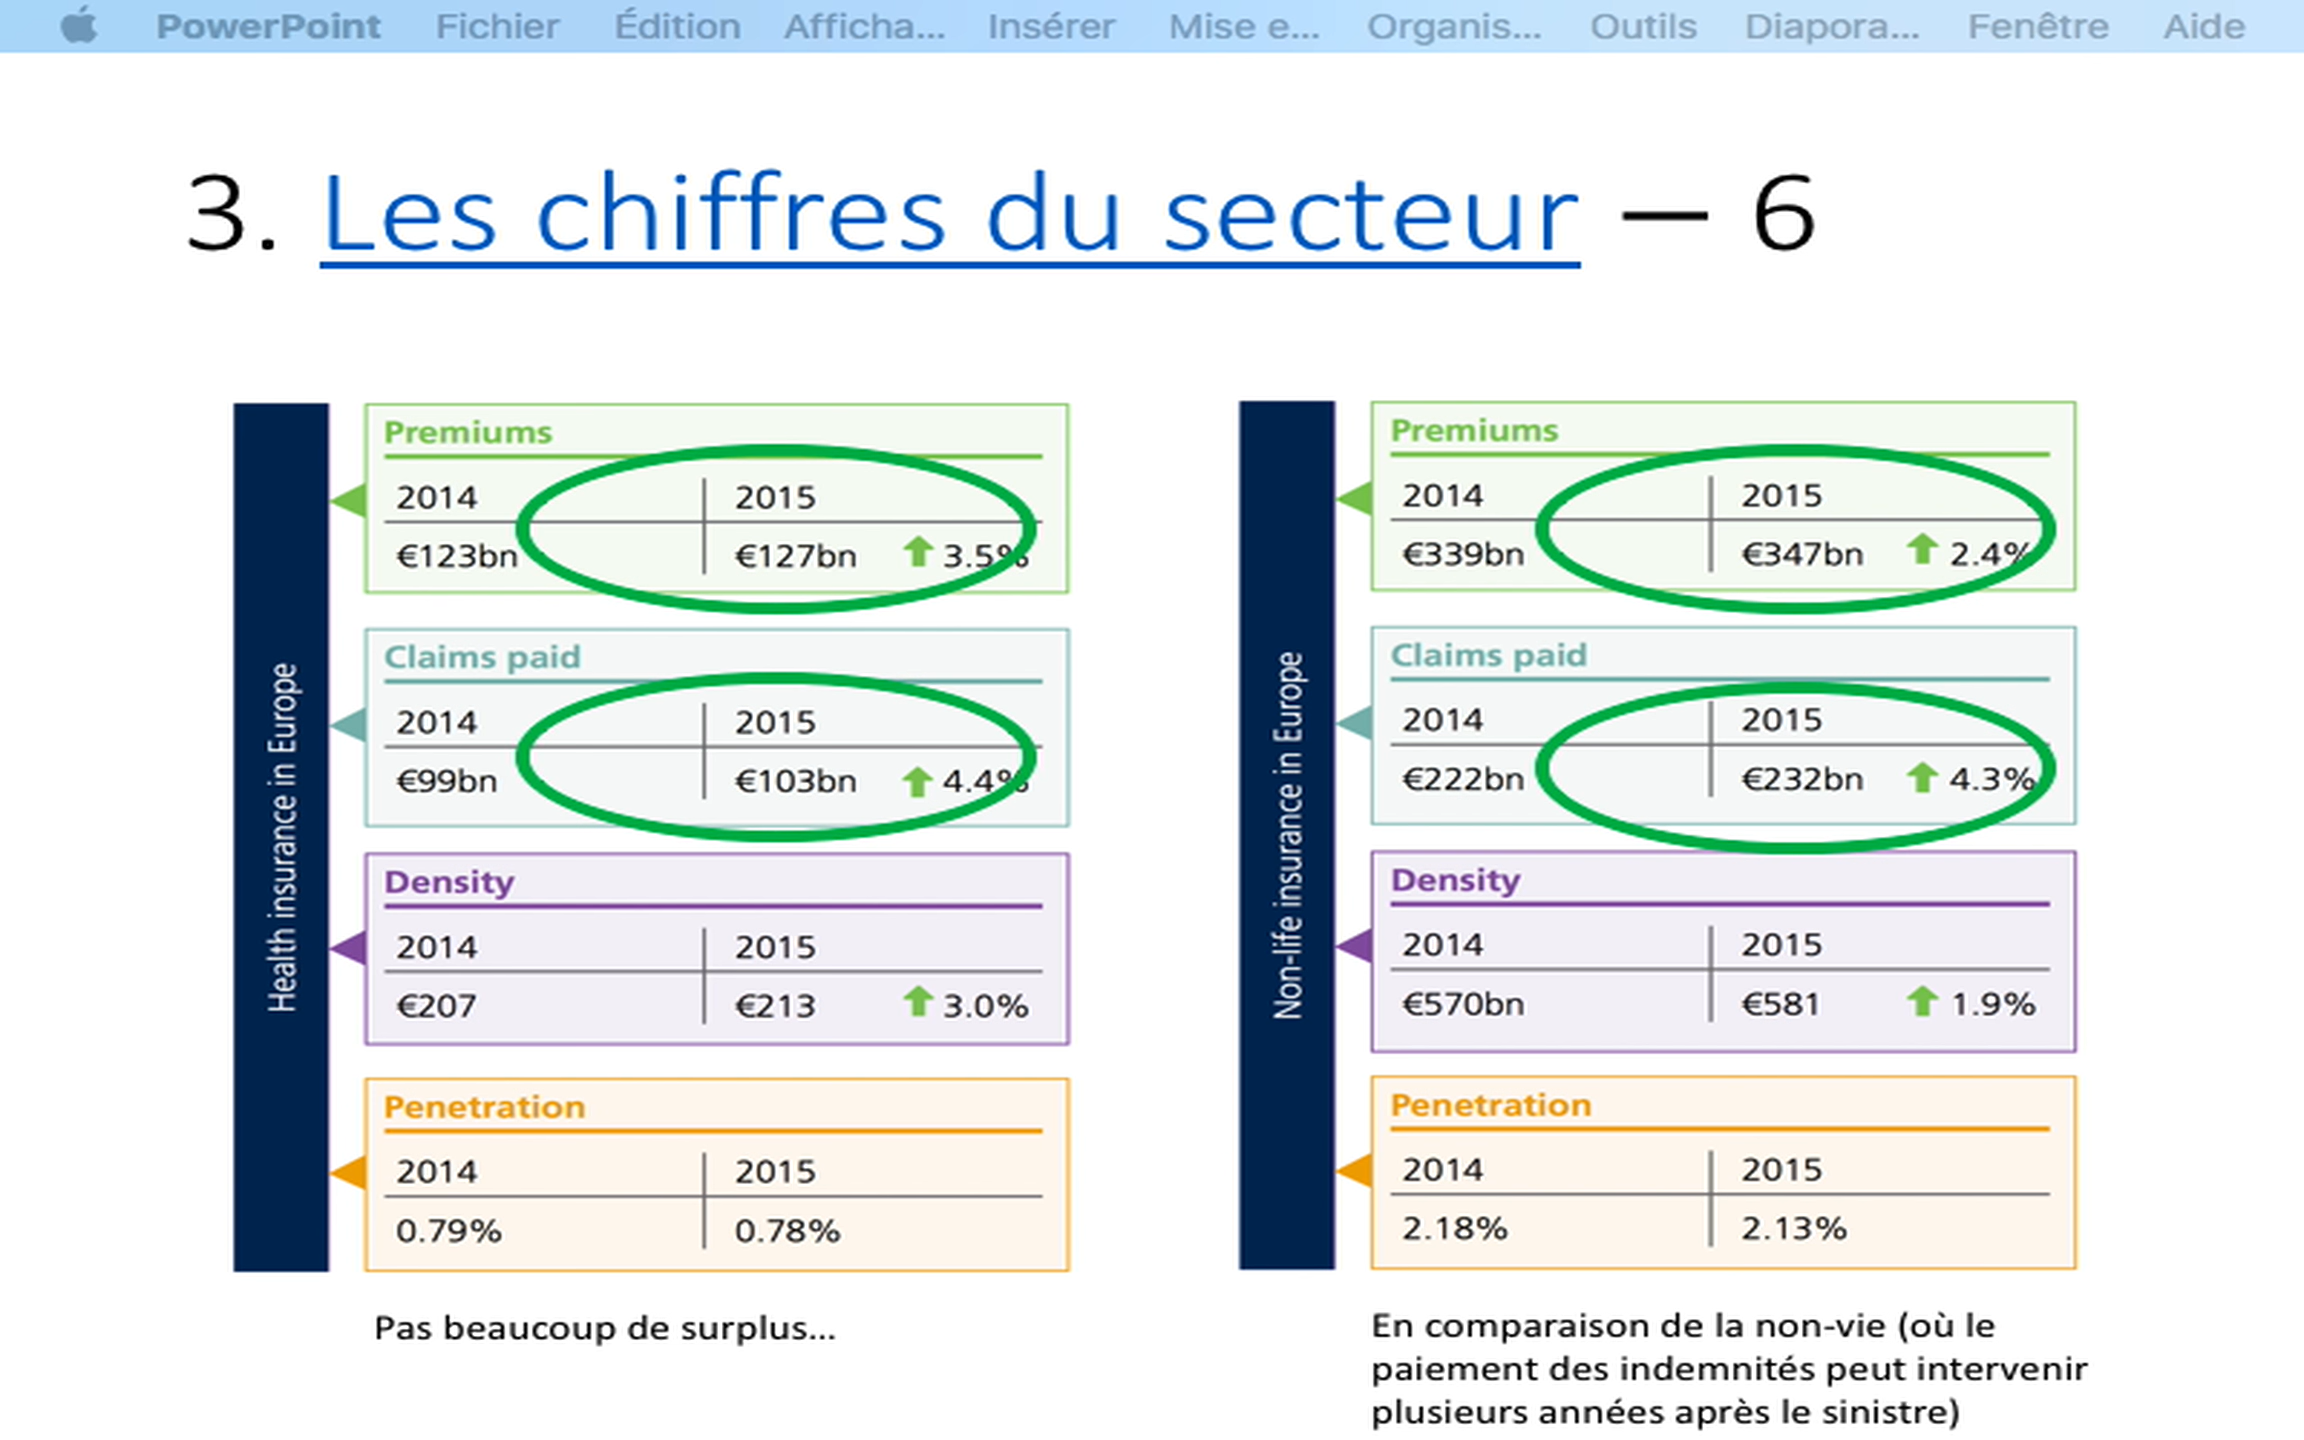 PowerPoint Fichier Édition Afficha... Insérer Mise e... Organis... Outils Diapora... Fenêtre Aide
3. Les chiffres du secteur – 6
Health insurance in Europe
Premiums
2014 2015
€123bn €127bn 3.5%
Claims paid
2014 2015
€99bn €103bn 4.4%
Density
2014 2015
€207 €213 3.0%
Penetration
2014 2015
0.79% 0.78%
Pas beaucoup de surplus...
Non-life insurance in Europe
Premiums
2014 2015
€339bn €347bn 2.4%
Claims paid
2014 2015
€222bn €232bn 4.3%
Density
2014 2015
€570bn €581 1.9%
Penetration
2014 2015
2.18% 2.13%
En comparaison de la non-vie (où le
paiement des indemnités peut intervenir
plusieurs années après le sinistre)